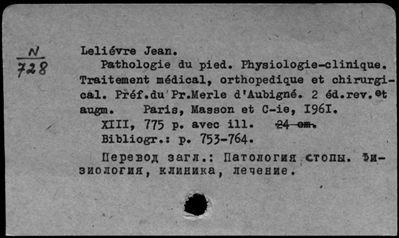 N
728
Leliévre Jean.
Pathologie du pied. Physiologie-clinique.
Traitement médical, orthopedique et chirurgi-
cal. Préf.du Pr.Merle d'Aubigné. 2 éd.rev.et
augm. Paris, Masson et C-ie, 1961.
XIII, 775 p. avec ill. 24 cm.
Bibliogr.: p. 753-764.
Перевод загл.: Патология стопы. Фи-
зиология, клиника, лечение.